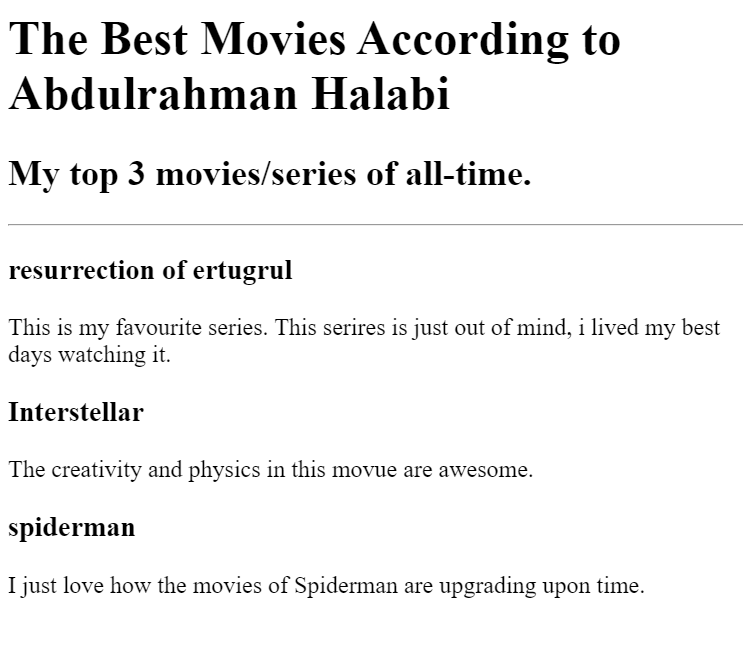 The Best Movies According to
Abdulrahman Halabi
My top 3 movies/series of all-time.
resurrection of ertugrul
This is my favourite series. This serires is just out of mind, i lived my best
days watching it.
Interstellar
The creativity and physics in this movue are awesome.
spiderman
I just love how the movies of Spiderman are upgrading upon time.